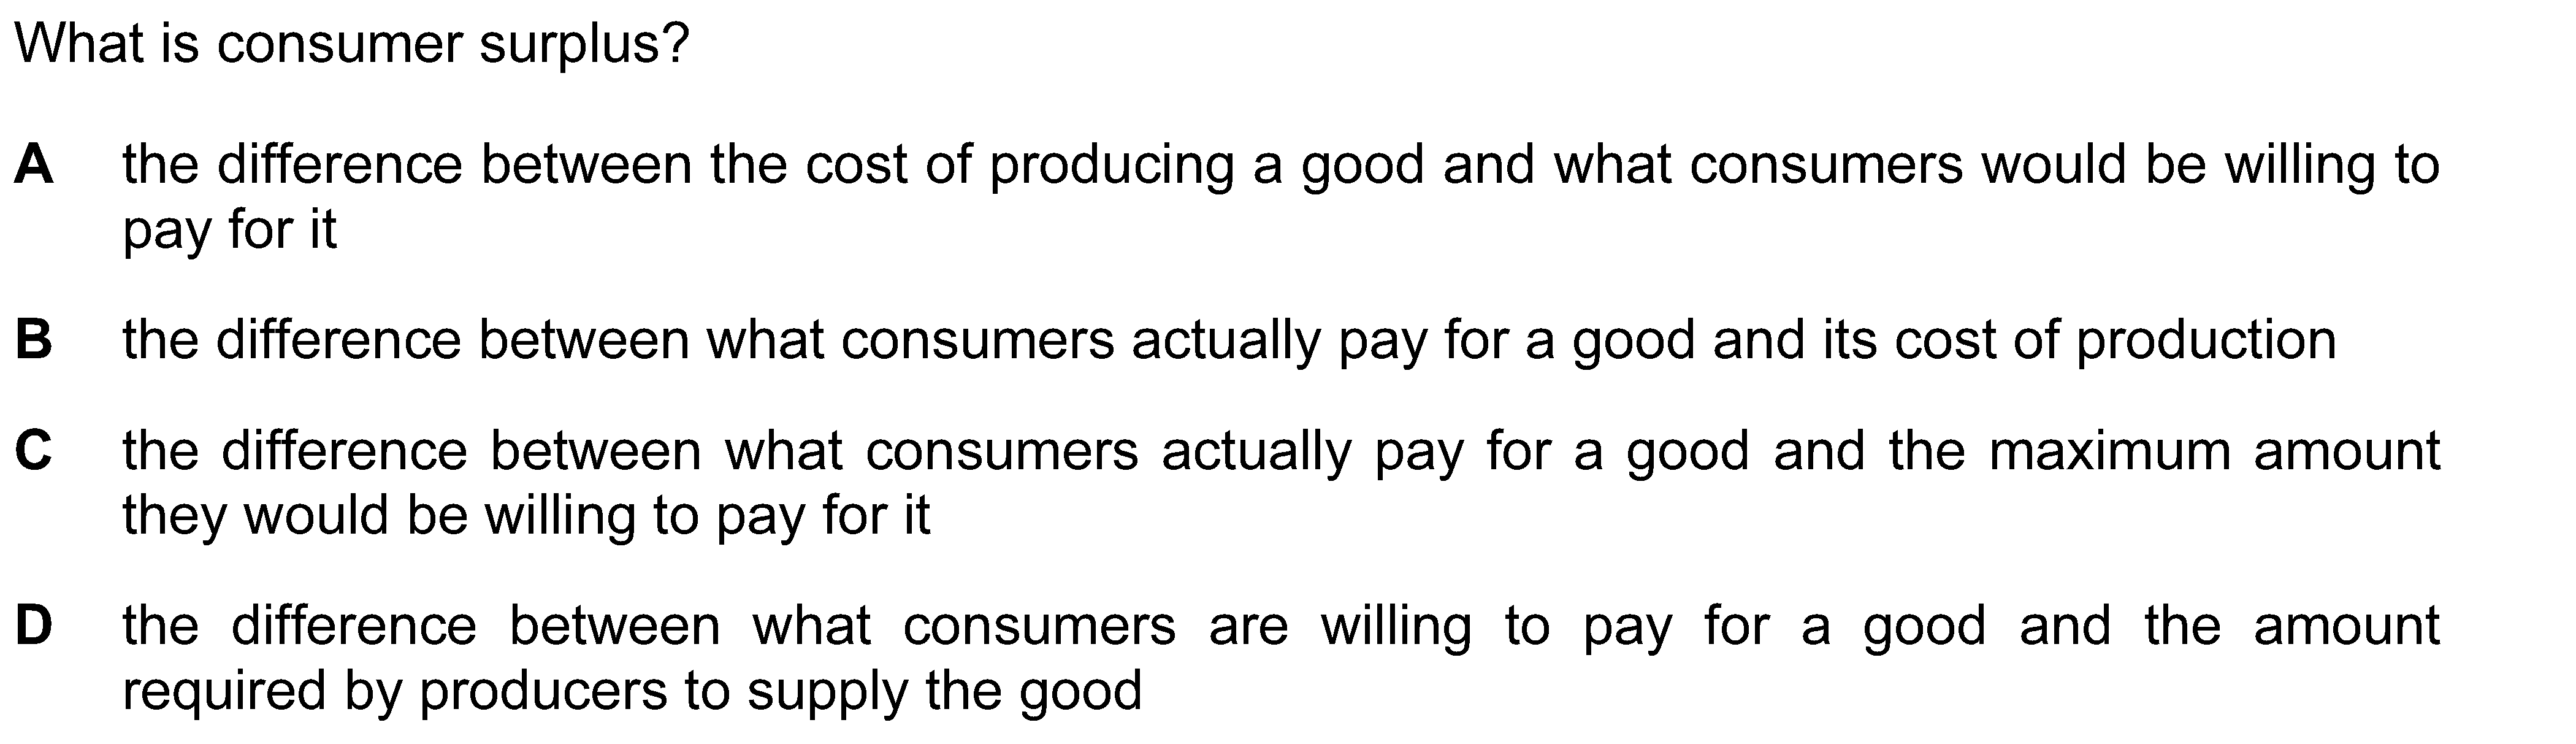 What is consumer surplus?
A the difference between the cost of producing a good and what consumers would be willing to
pay for it
B the difference between what consumers actually pay for a good and its cost of production
C the difference between what consumers actually pay for a good and the maximum amount
they would be willing to pay for it
D the difference between what consumers are willing to pay for a good and the amount
required by producers to supply the good